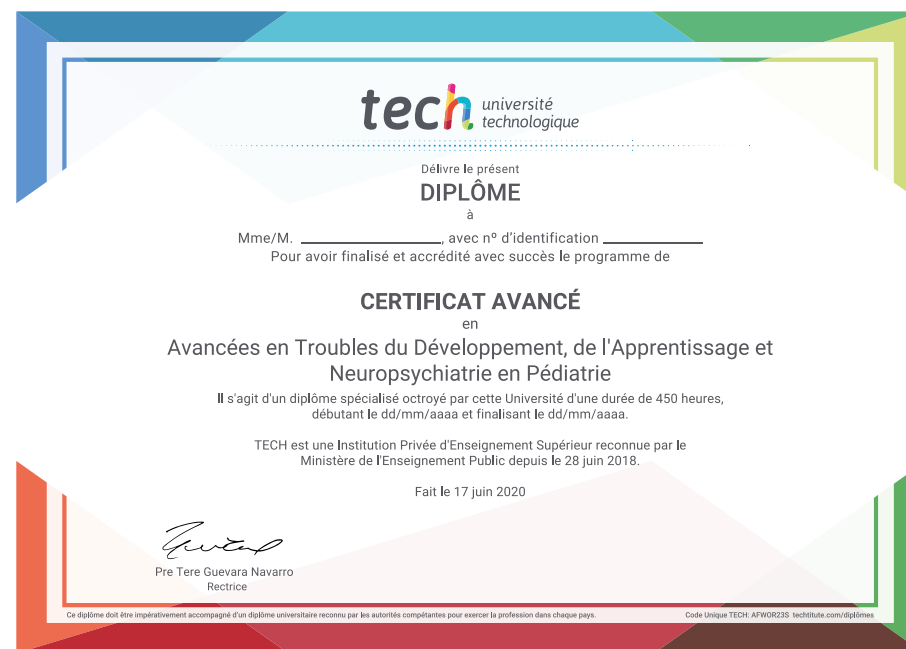 tech université
technologique
Délivre le présent
DIPLÔME
à
Mme/M. ____________________, avec nº d'identification ______________
Pour avoir finalisé et accrédité avec succès le programme de
CERTIFICAT AVANCÉ
en
Avancées en Troubles du Développement, de l'Apprentissage et
Neuropsychiatrie en Pédiatrie
Il s'agit d'un diplôme spécialisé octroyé par cette Université d'une durée de 450 heures,
débutant le dd/mm/aaaa et finalisant le dd/mm/aaaa.
TECH est une Institution Privée d'Enseignement Supérieur reconnue par le
Ministère de l'Enseignement Public depuis le 28 juin 2018.
Fait le 17 juin 2020
Pre Tere Guevara Navarro
Rectrice
Ce diplôme doit être impérativement accompagné d'un diplôme universitaire reconnu par les autorités compétentes pour exercer la profession dans chaque pays.
Code Unique TECH: AFWOR23S techtitute.com/diplômes